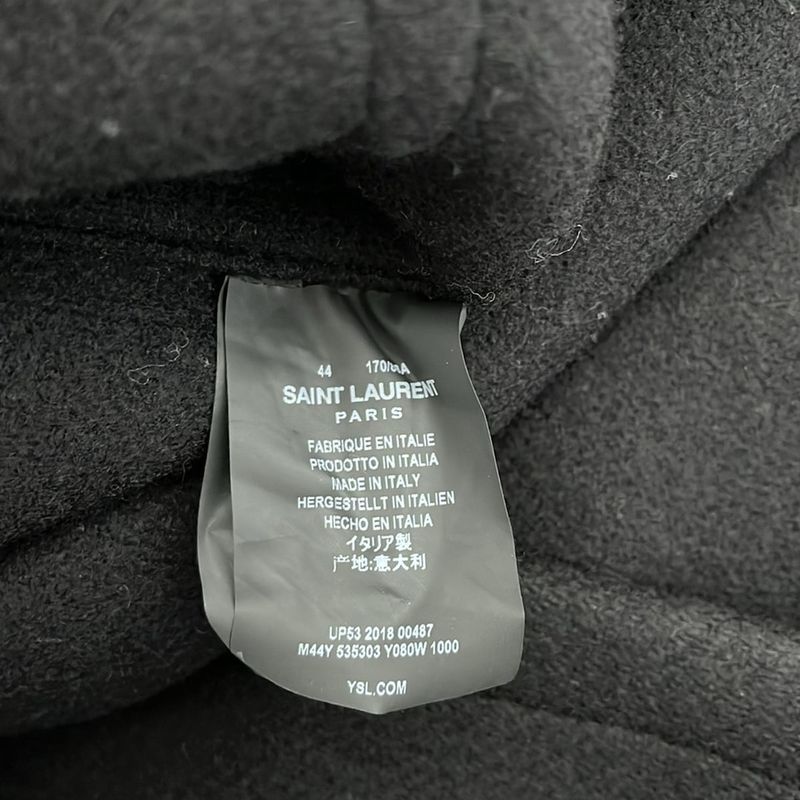 44
SAINT LAURENT
PARIS
FABRIQUE EN ITALIE
PRODOTTO IN ITALIA
MADE IN ITALY
HERGESTELLT IN ITALIEN
HECHO EN ITALIA
イタリア製
产地:意大利
UP53 2018 00487
M44Y 535303 Y080W 1000
YSL.COM